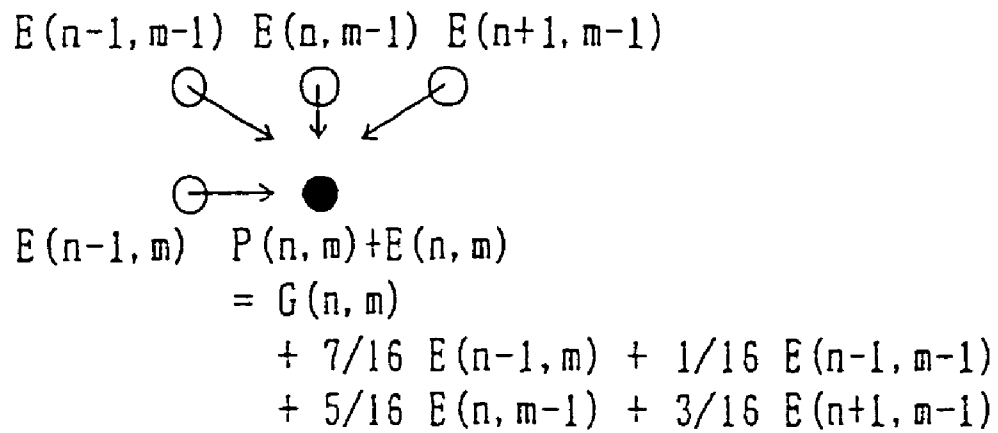 E(n-1,m-1) E(n,m-1) E(n+1,m-1)
E(n-1,m) P(n,m)+E(n,m)
= G(n,m)
+ 7/16 E(n-1,m) + 1/16 E(n-1,m-1)
+ 5/16 E(n,m-1) + 3/16 E(n+1,m-1)